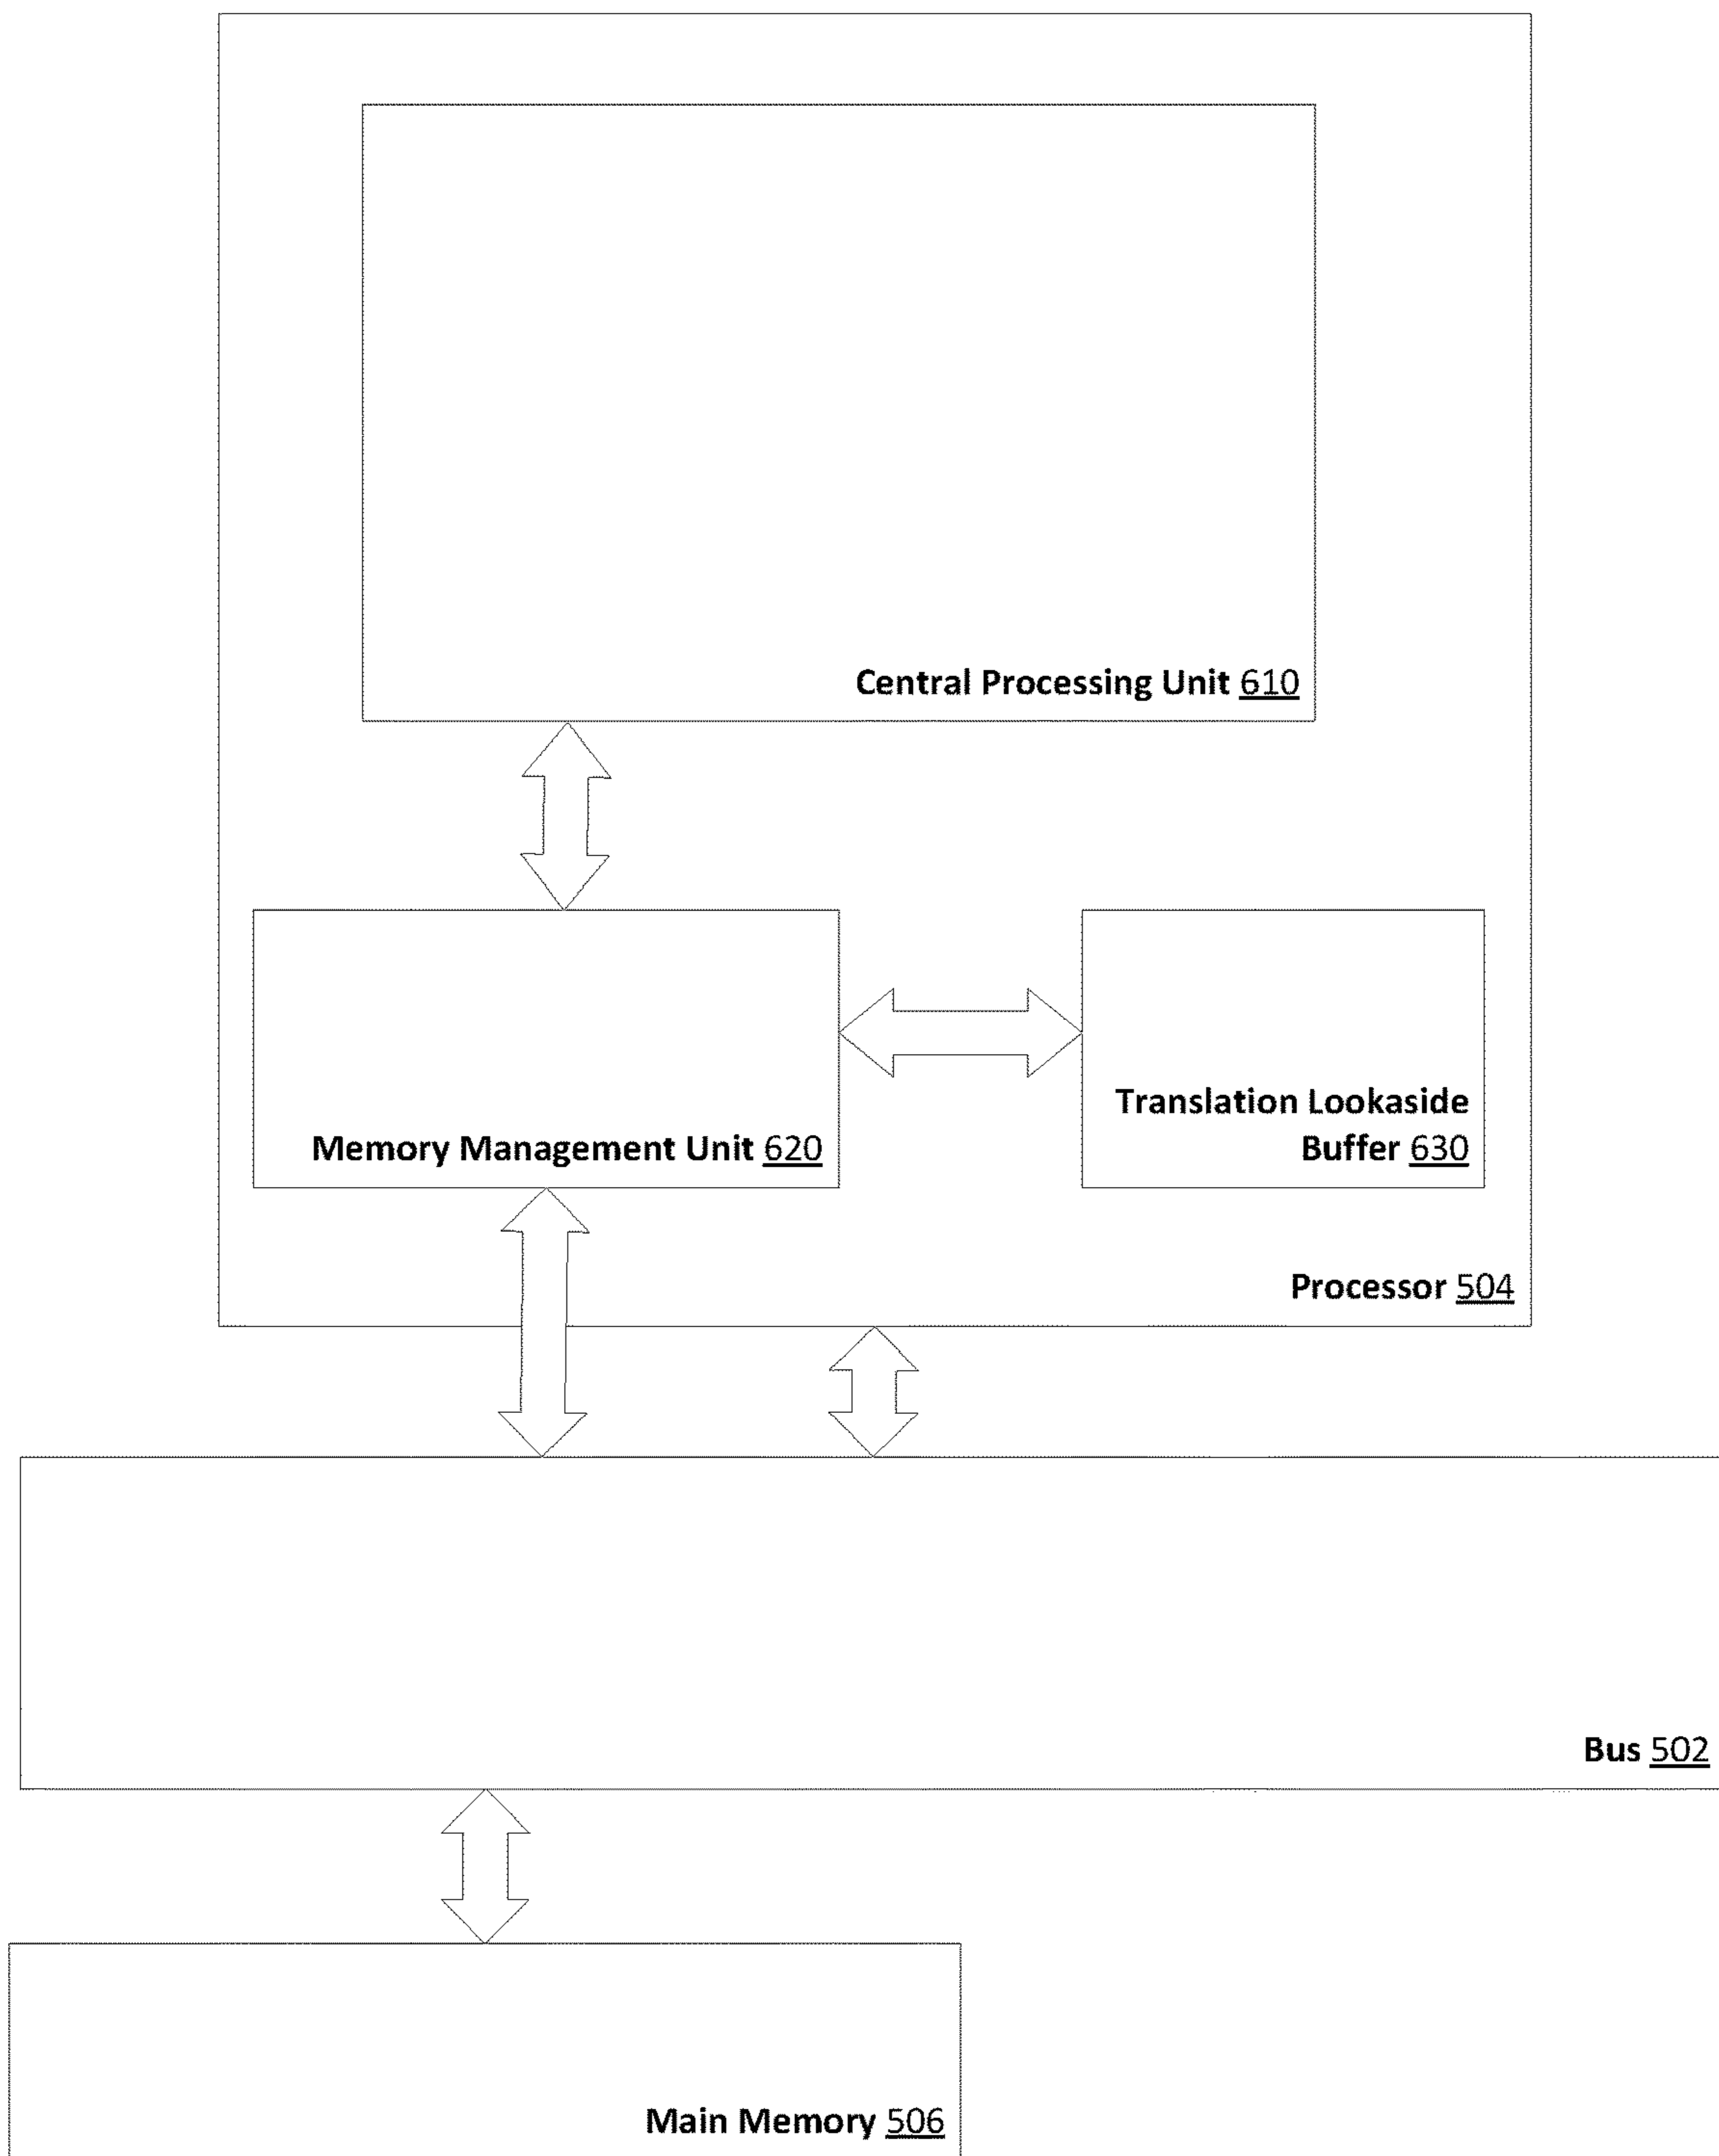 Central Processing Unit 610
Translation Lookaside
Memory Management Unit 620
Buffer 630
Processor 504
Bus 502
Main Memory 506